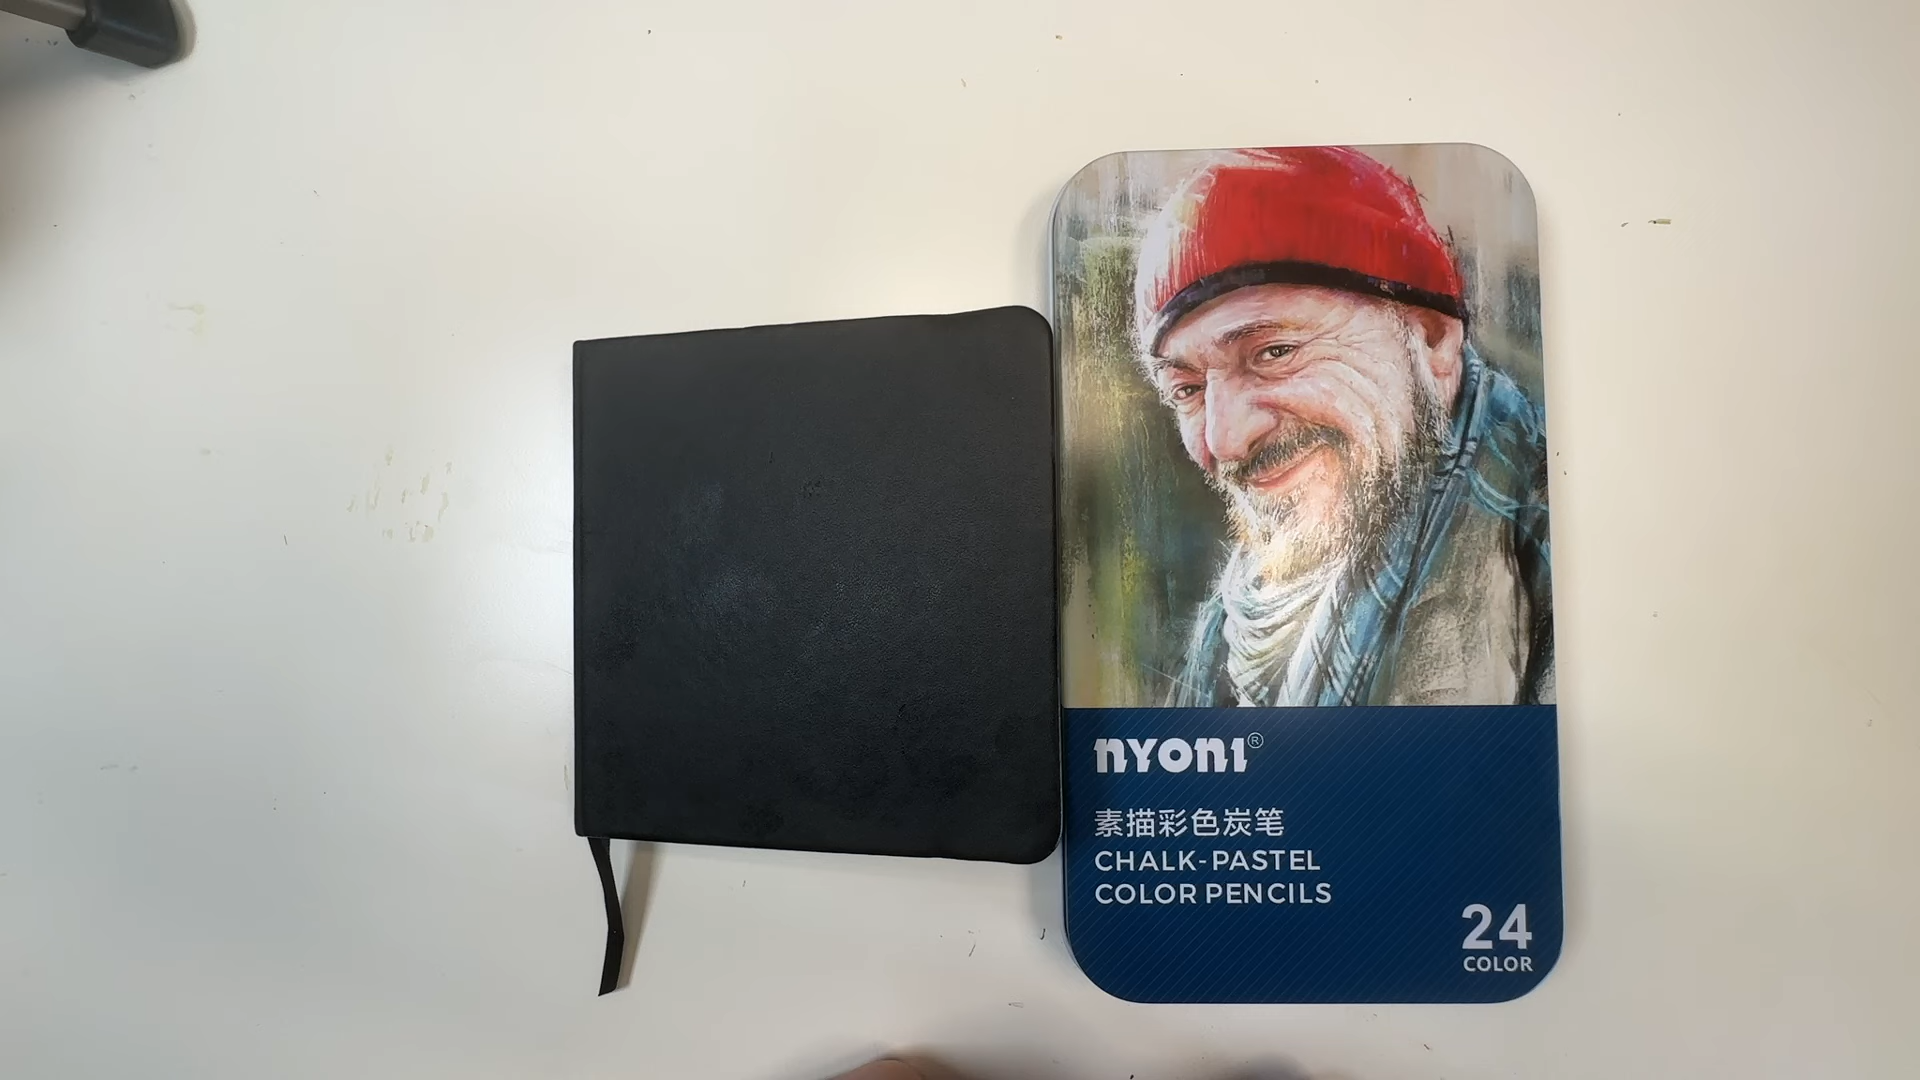 nyoni®
素描彩色炭笔
CHALK-PASTEL
COLOR PENCILS
24
COLOR